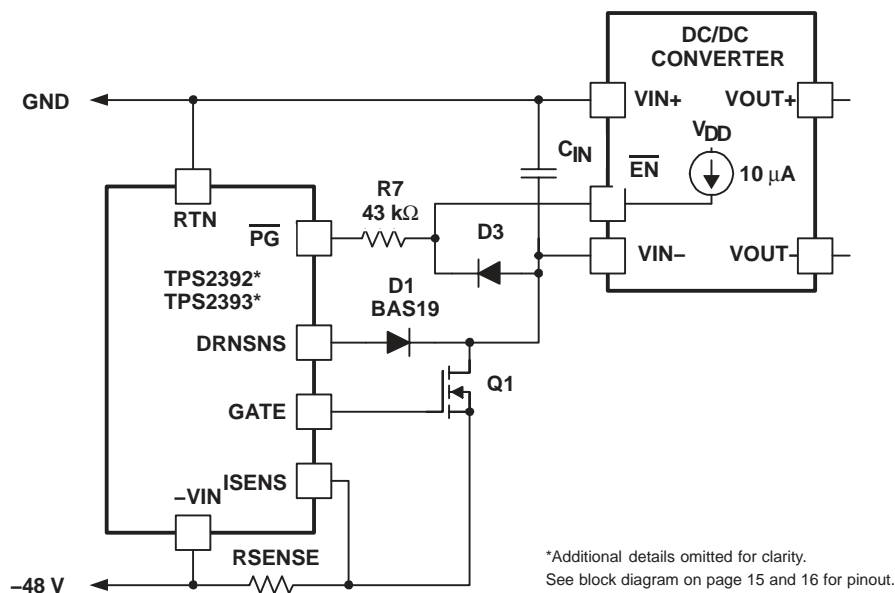 DC/DC
CONVERTER
GND
VIN+
VOUT+
VDD
CIN
EN
10 μA
R7
43 kΩ
RTN
PG
D3
VIN–
VOUT–
TPS2392*
TPS2393*
D1
BAS19
DRNSNS
Q1
GATE
ISENS
–VIN
RSENSE
–48 V
*Additional details omitted for clarity.
See block diagram on page 15 and 16 for pinout.